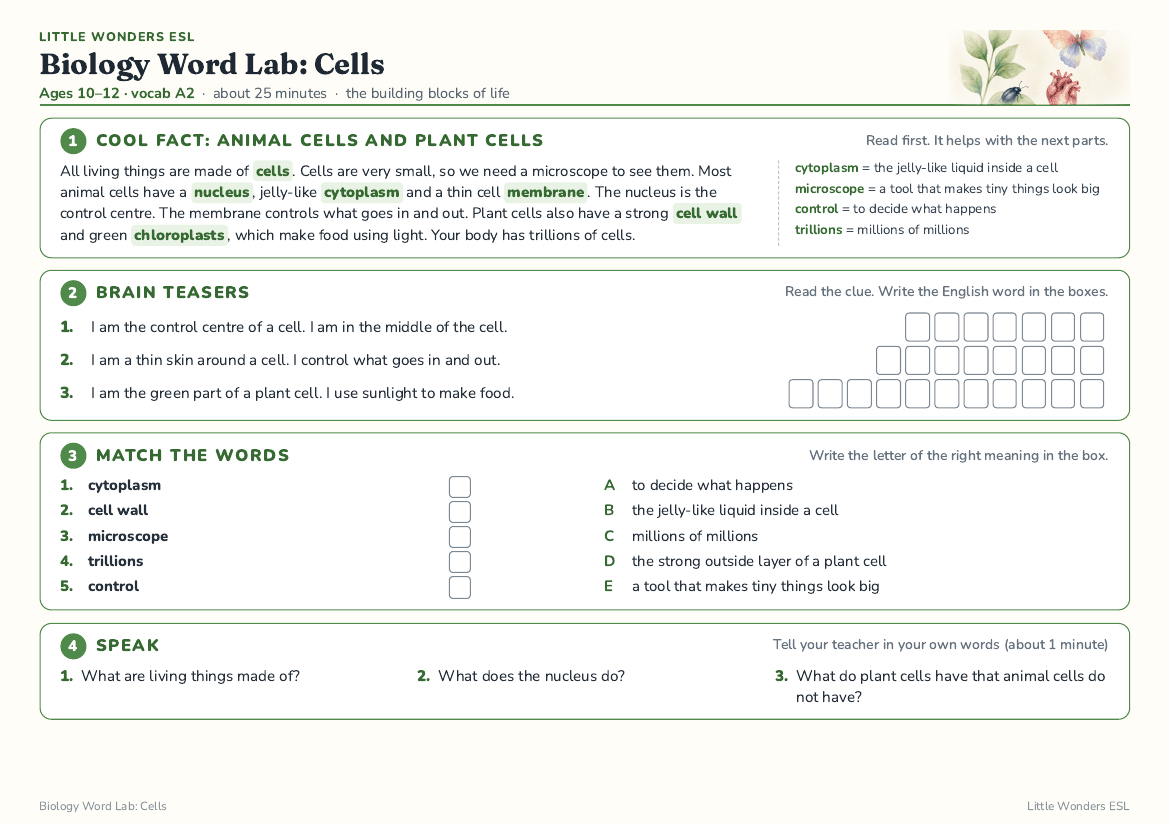 LITTLE WONDERS ESL
Biology Word Lab: Cells
Ages 10–12 · vocab A2 · about 25 minutes · the building blocks of life
1 COOL FACT: ANIMAL CELLS AND PLANT CELLS
Read first. It helps with the next parts.
All living things are made of cells. Cells are very small, so we need a microscope to see them. Most
animal cells have a nucleus, jelly-like cytoplasm and a thin cell membrane. The nucleus is the
control centre. The membrane controls what goes in and out. Plant cells also have a strong cell wall
and green chloroplasts, which make food using light. Your body has trillions of cells.
cytoplasm = the jelly-like liquid inside a cell
microscope = a tool that makes tiny things look big
control = to decide what happens
trillions = millions of millions
2 BRAIN TEASERS
Read the clue. Write the English word in the boxes.
1. I am the control centre of a cell. I am in the middle of the cell.
2. I am a thin skin around a cell. I control what goes in and out.
3. I am the green part of a plant cell. I use sunlight to make food.
3 MATCH THE WORDS
Write the letter of the right meaning in the box.
1. cytoplasm
2. cell wall
3. microscope
4. trillions
5. control
A to decide what happens
B the jelly-like liquid inside a cell
C millions of millions
D the strong outside layer of a plant cell
E a tool that makes tiny things look big
4 SPEAK
Tell your teacher in your own words (about 1 minute)
1. What are living things made of?
2. What does the nucleus do?
3. What do plant cells have that animal cells do
not have?
Biology Word Lab: Cells
Little Wonders ESL